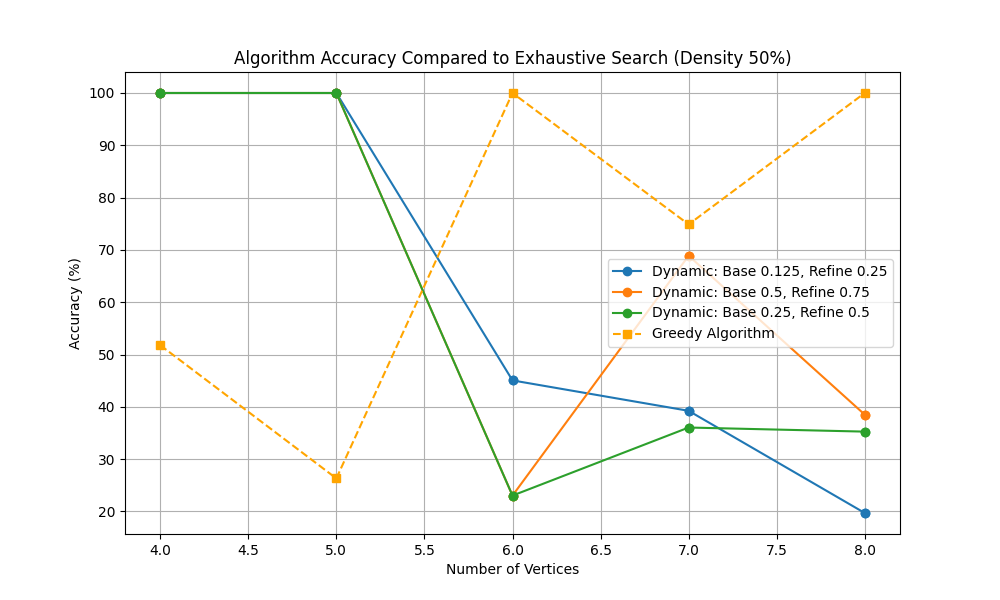 Algorithm Accuracy Compared to Exhaustive Search (Density 50%)
100
90
80
70
60
50
40
30
20
Accuracy (%)
Dynamic: Base 0.125, Refine 0.25
Dynamic: Base 0.5, Refine 0.75
Dynamic: Base 0.25, Refine 0.5
Greedy Algorithm
4.0 4.5 5.0 5.5 6.0 6.5 7.0 7.5 8.0
Number of Vertices